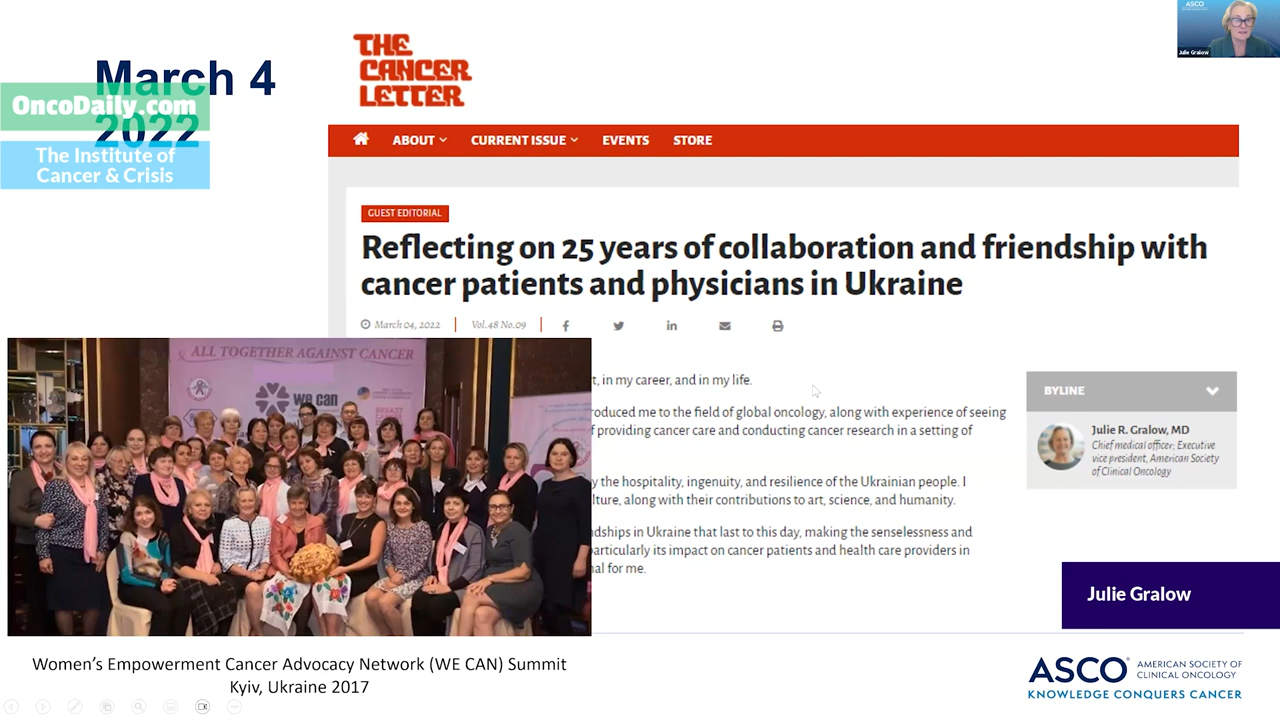 March 4
2022
OncoDaily.com
The Institute of
Cancer & Crisis
THE
CANCER
LETTER
ASCO
Julie Gralow
ABOUT
CURRENT ISSUE
EVENTS
STORE
GUEST EDITORIAL
Reflecting on 25 years of collaboration and friendship with
cancer patients and physicians in Ukraine
March 04, 2022
Vol.48 No.09
t, in my career, and in my life.
roduced me to the field of global oncology, along with experience of seeing
f providing cancer care and conducting cancer research in a setting of
y the hospitality, ingenuity, and resilience of the Ukrainian people. I
ulture, along with their contributions to art, science, and humanity.
ndships in Ukraine that last to this day, making the senselessness and
particularly its impact on cancer patients and health care providers in
nal for me.
BYLINE
Julie R. Gralow, MD
Chief medical officer; Executive
vice president, American Society
of Clinical Oncology
ALL TOGETHER AGAINST CANCER
we can
Julie Gralow
Women's Empowerment Cancer Advocacy Network (WE CAN) Summit
Kyiv, Ukraine 2017
ASCO
AMERICAN SOCIETY OF
CLINICAL ONCOLOGY
KNOWLEDGE CONQUERS CANCER